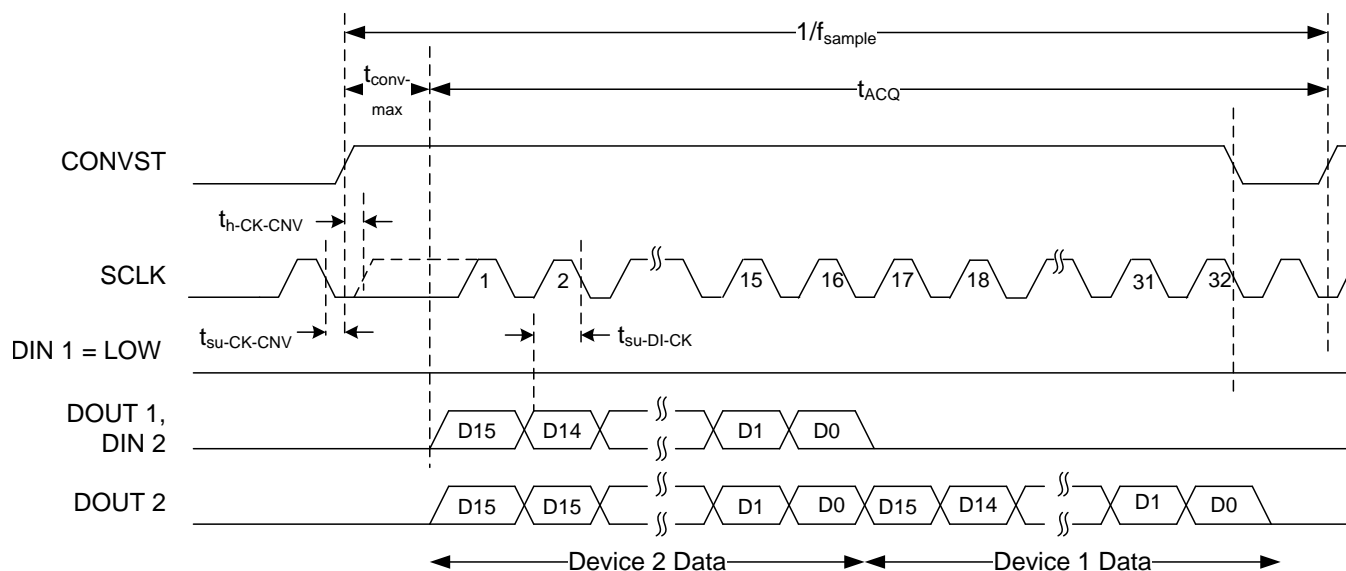 1/fsample
tconv-max
tACQ
CONVST
th-CK-CNV
SCLK
1 2 15 16 17 18 31 32
tsu-CK-CNV
tsu-DI-CK
DIN 1 = LOW
DOUT 1,
DIN 2
D15 D14 D1 D0
DOUT 2
D15 D15 D1 D0 D15 D14 D1 D0
Device 2 Data Device 1 Data